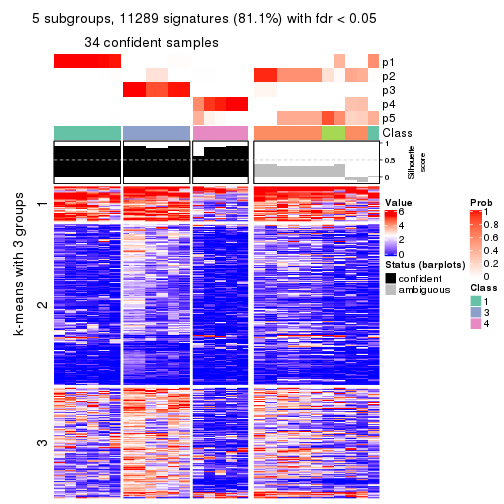 5 subgroups, 11289 signatures (81.1%) with fdr < 0.05
34 confident samples
p1
p2
p3
p4
p5
Class
1
0.5
0
Silhouette
score
k-means with 3 groups
1
2
3
Value
6
4
2
0
Status (barplots)
confident
ambiguous
Prob
1
0.8
0.6
0.4
0.2
0
Class
1
3
4